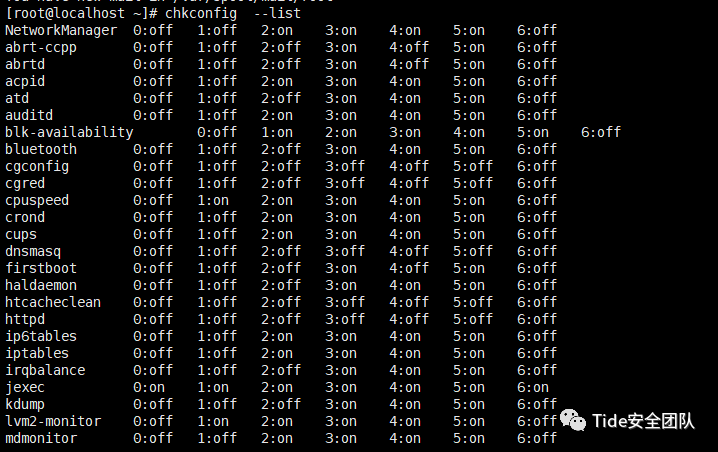 [root@localhost ~]# chkconfig --list
NetworkManager 0:off 1:off 2:on 3:on 4:on 5:on 6:off
abrt-ccpp 0:off 1:off 2:off 3:on 4:off 5:on 6:off
abrtd 0:off 1:off 2:off 3:on 4:off 5:on 6:off
acpid 0:off 1:off 2:on 3:on 4:on 5:on 6:off
atd 0:off 1:off 2:off 3:on 4:on 5:on 6:off
auditd 0:off 1:off 2:on 3:on 4:on 5:on 6:off
blk-availability 0:off 1:on 2:on 3:on 4:on 5:on 6:off
bluetooth 0:off 1:off 2:off 3:on 4:on 5:on 6:off
cgconfig 0:off 1:off 2:off 3:off 4:off 5:off 6:off
cgred 0:off 1:off 2:off 3:off 4:off 5:off 6:off
cpuspeed 0:off 1:on 2:on 3:on 4:on 5:on 6:off
crond 0:off 1:off 2:on 3:on 4:on 5:on 6:off
cups 0:off 1:off 2:on 3:on 4:on 5:on 6:off
dnsmasq 0:off 1:off 2:off 3:off 4:off 5:off 6:off
firstboot 0:off 1:off 2:off 3:on 4:off 5:on 6:off
haldaemon 0:off 1:off 2:off 3:on 4:on 5:on 6:off
htcacheclean 0:off 1:off 2:off 3:off 4:off 5:off 6:off
httpd 0:off 1:off 2:off 3:off 4:off 5:off 6:off
ip6tables 0:off 1:off 2:on 3:on 4:on 5:on 6:off
iptables 0:off 1:off 2:on 3:on 4:on 5:on 6:off
irqbalance 0:off 1:off 2:off 3:on 4:on 5:on 6:off
jexec 0:on 1:on 2:on 3:on 4:on 5:on 6:on
kdump 0:off 1:off 2:off 3:on 4:on 5:on 6:off
lvm2-monitor 0:off 1:on 2:on 3:on 4:on 5:on 6:off
mdmonitor 0:off 1:off 2:on 3:on 4:on 5:on 6:off
Tide安全团队